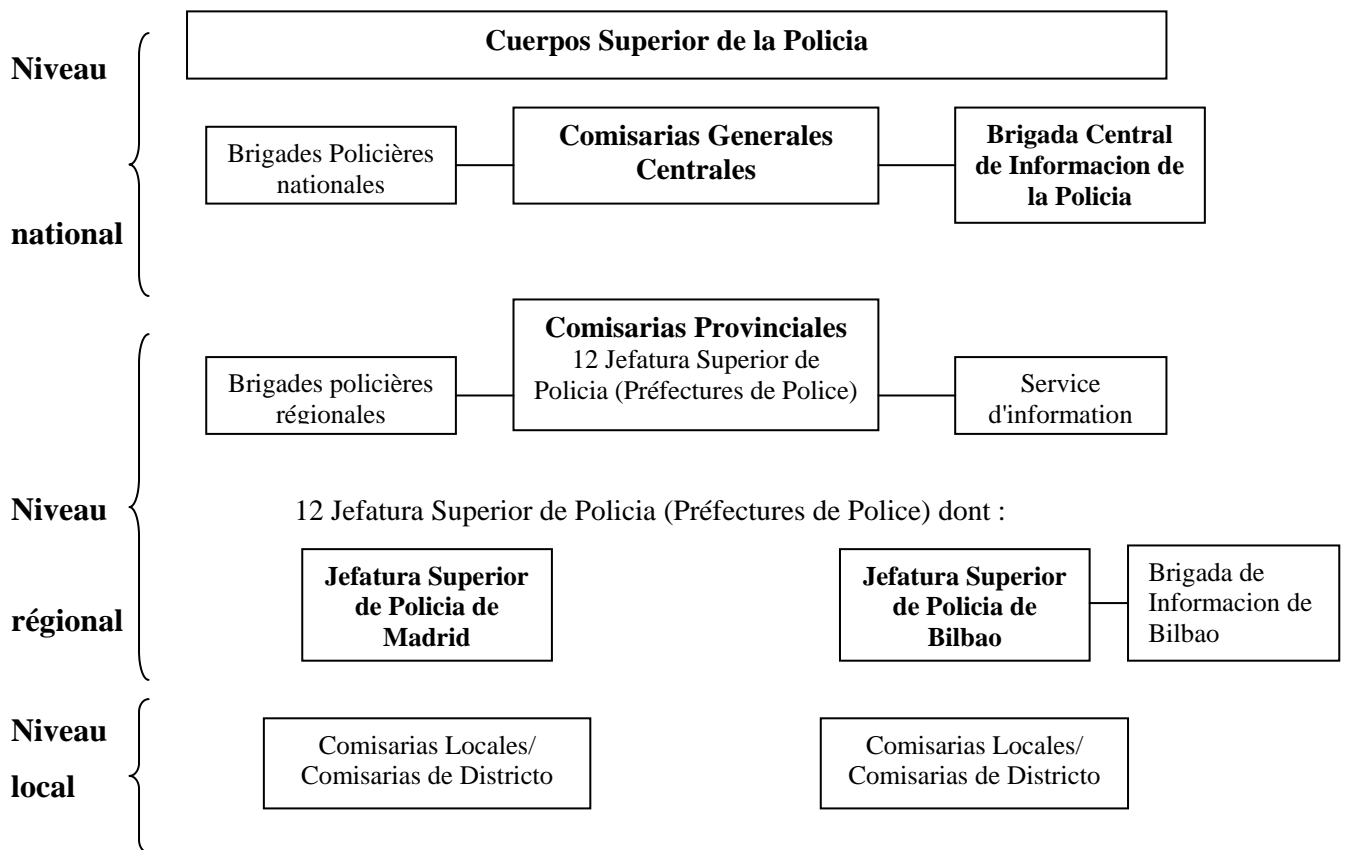 Cuerpos Superior de la Policia
Niveau
national
Brigades Policières
nationales
Comisarias Generales
Centrales
Brigada Central
de Informacion de
la Policia
Comisarias Provinciales
12 Jefatura Superior de
Policia (Préfectures de Police)
Brigades policières
régionales
Service
d'information
Niveau
régional
12 Jefatura Superior de Policia (Préfectures de Police) dont :
Jefatura Superior
de Policia de
Madrid
Jefatura Superior
de Policia de
Bilbao
Brigada de
Informacion de
Bilbao
Niveau
local
Comisarias Locales/
Comisarias de Districto
Comisarias Locales/
Comisarias de Districto